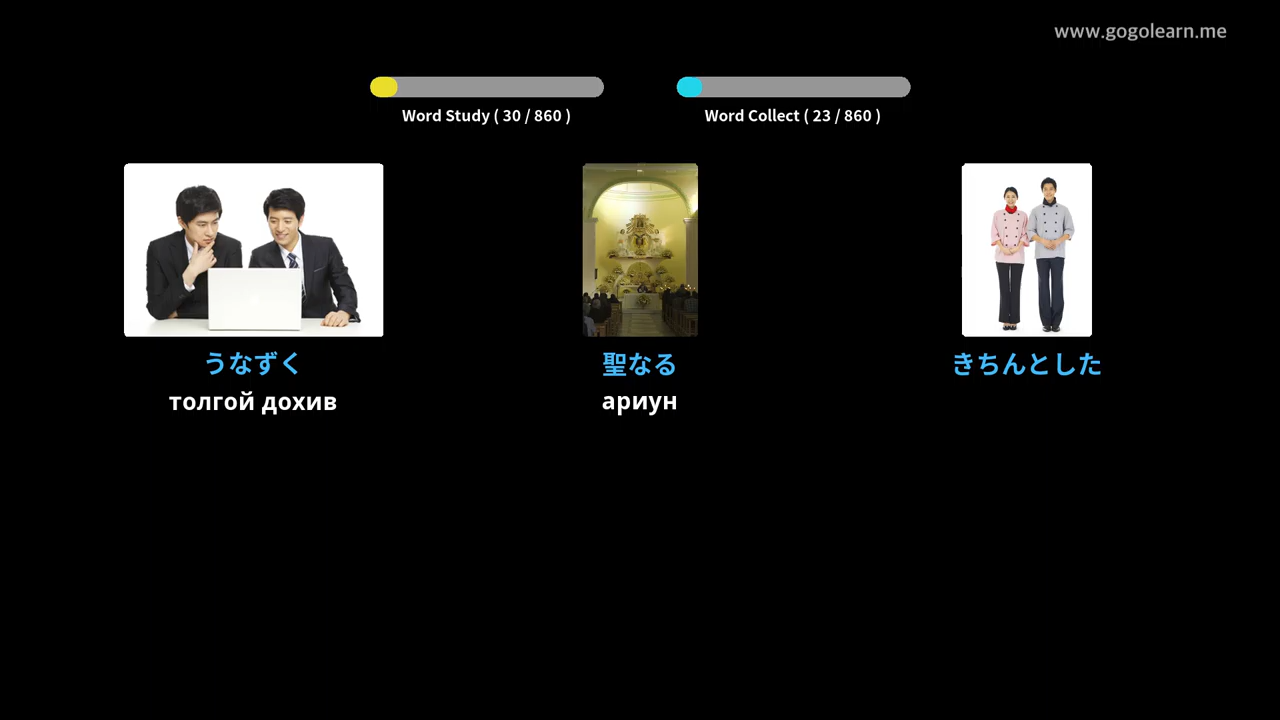 www.gogolearn.me
Word Study ( 30 / 860 )
Word Collect ( 23 / 860 )
うなずく
толгой дохив
聖なる
ариун
きちんとした